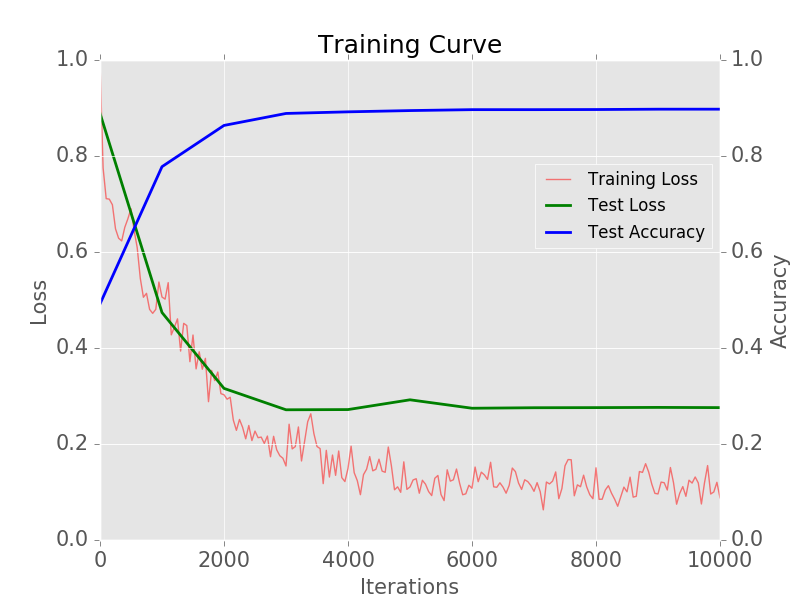 Training Curve
1.0
0.8
0.6
0.4
0.2
0.0
Loss
1.0
0.8
0.6
0.4
0.2
0.0
Accuracy
Training Loss
Test Loss
Test Accuracy
0 2000 4000 6000 8000 10000
Iterations